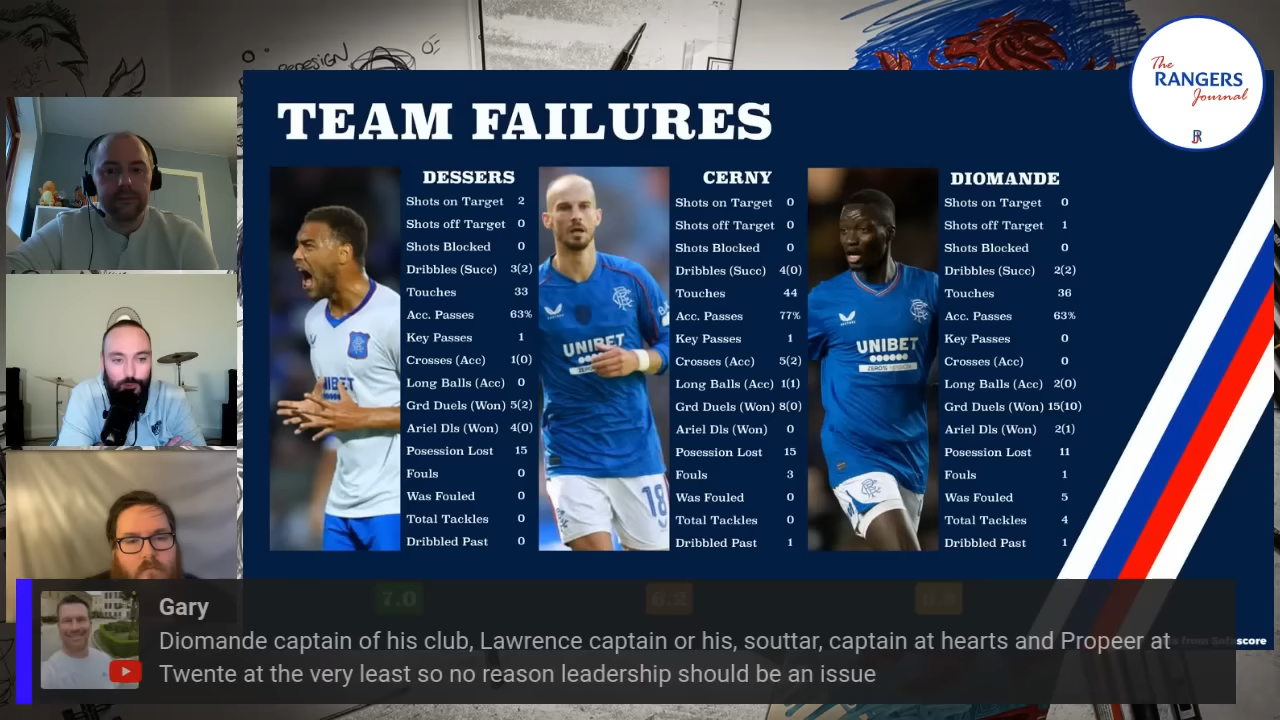 REDESIGN
The
RANGERS
Journal
TEAM FAILURES
DESSERS
Shots on Target 2
Shots off Target 0
Shots Blocked 0
Dribbles (Succ) 3(2)
Touches 33
Acc. Passes 63%
Key Passes 1
Crosses (Acc) 1(0)
Long Balls (Acc) 0
Grd Duels (Won) 5(2)
Ariel Dls (Won) 4(0)
Posession Lost 15
Fouls 0
Was Fouled 0
Total Tackles 0
Dribbled Past 0
7.0
CERNY
Shots on Target 0
Shots off Target 0
Shots Blocked 0
Dribbles (Succ) 4(0)
Touches 44
Acc. Passes 77%
Key Passes 1
Crosses (Acc) 5(2)
Long Balls (Acc) 1(1)
Grd Duels (Won) 8(0)
Ariel Dls (Won) 0
Posession Lost 15
Fouls 3
Was Fouled 0
Total Tackles 0
Dribbled Past 1
6.2
DIOMANDE
Shots on Target 0
Shots off Target 1
Shots Blocked 0
Dribbles (Succ) 2(2)
Touches 36
Acc. Passes 63%
Key Passes 0
Crosses (Acc) 0
Long Balls (Acc) 2(0)
Grd Duels (Won) 15(10)
Ariel Dls (Won) 2(1)
Posession Lost 11
Fouls 1
Was Fouled 5
Total Tackles 4
Dribbled Past 1
UNIBET
18
UNIBET
from Sofascore
Gary
Diomande captain of his club, Lawrence captain or his, souttar, captain at hearts and Propeer at
Twente at the very least so no reason leadership should be an issue